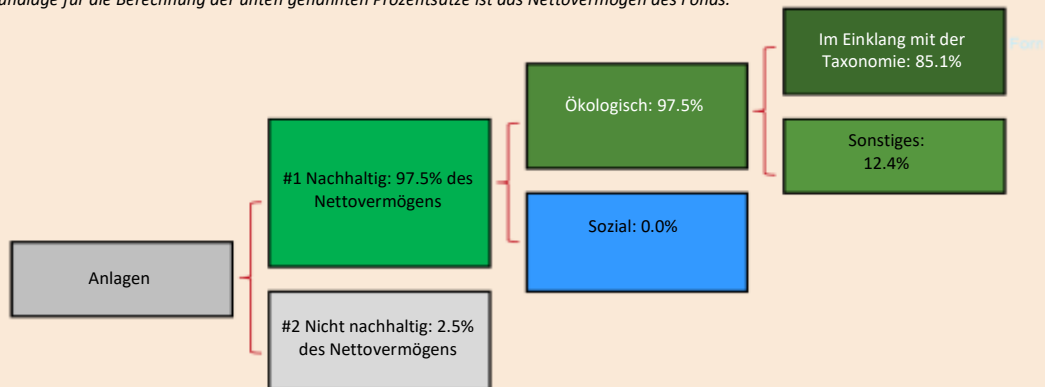 undlage für die Berechnung der unten genannten Prozentsätze ist das Nettovermögen des Fonds.
Im Einklang mit der
Taxonomie: 85.1%
Form
Ökologisch: 97.5%
Sonstiges:
12.4%
#1 Nachhaltig: 97.5% des
Nettovermögens
Sozial: 0.0%
Anlagen
#2 Nicht nachhaltig: 2.5%
des Nettovermögens